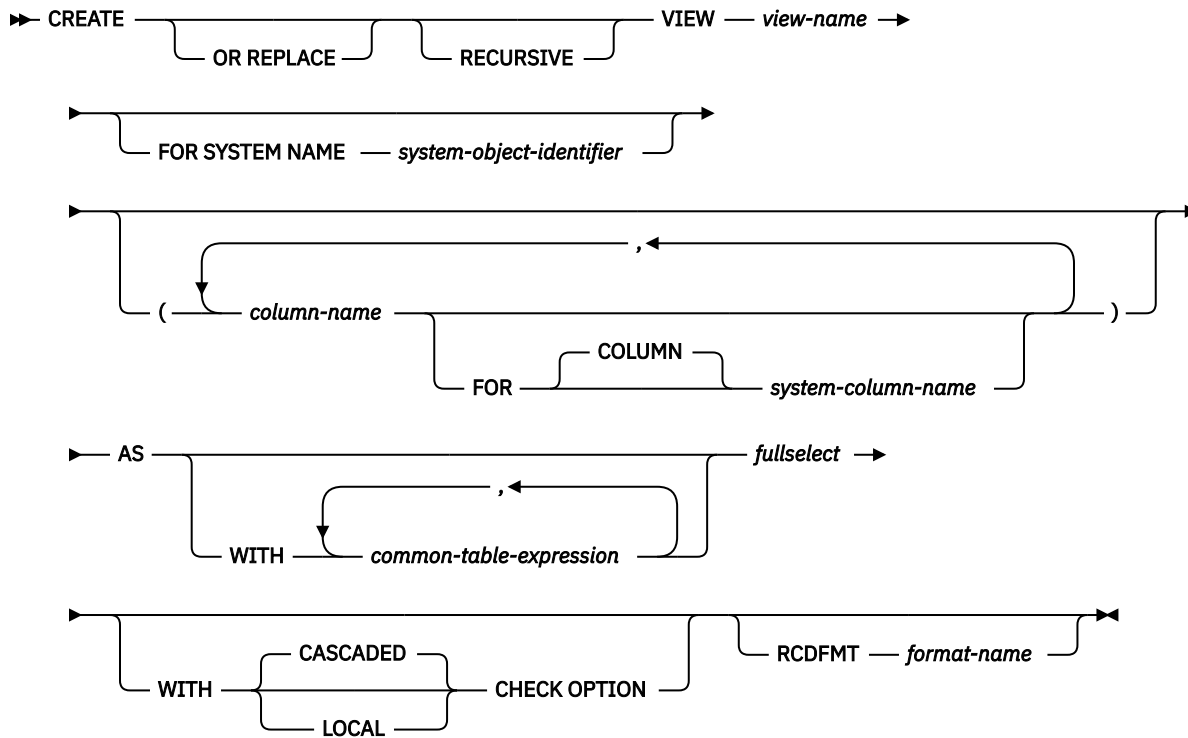 CREATE OR REPLACE RECURSIVE VIEW view-name
FOR SYSTEM NAME system-object-identifier
,
( column-name )
COLUMN
FOR system-column-name
AS fullselect
,
WITH common-table-expression
CASCADED
WITH CHECK OPTION
LOCAL
RCDFMT format-name